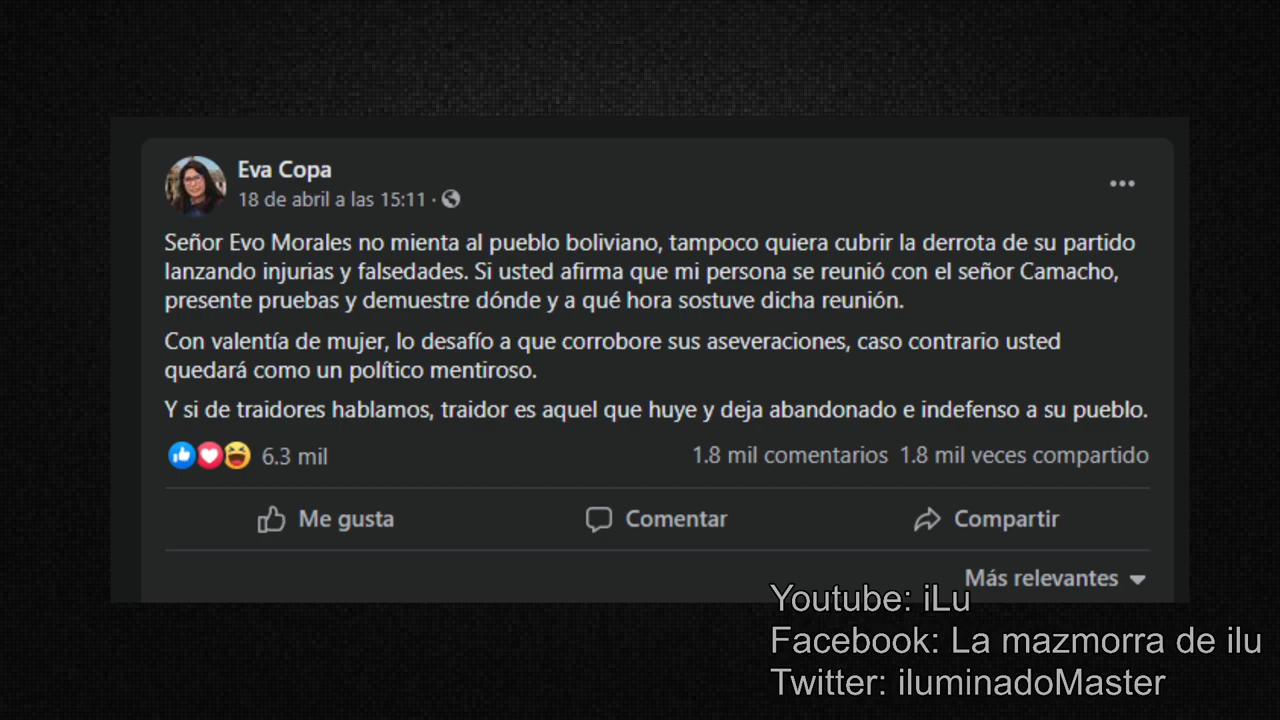 Eva Copa
18 de abril a las 15:11 ·
Señor Evo Morales no mienta al pueblo boliviano, tampoco quiera cubrir la derrota de su partido
lanzando injurias y falsedades. Si usted afirma que mi persona se reunió con el señor Camacho,
presente pruebas y demuestre dónde y a qué hora sostuve dicha reunión.
Con valentía de mujer, lo desafío a que corrobore sus aseveraciones, caso contrario usted
quedará como un político mentiroso.
Y si de traidores hablamos, traidor es aquel que huye y deja abandonado e indefenso a su pueblo.
6.3 mil 1.8 mil comentarios 1.8 mil veces compartido
Me gusta Comentar Compartir
Más relevantes
Youtube: iLu
Facebook: La mazmorra de ilu
Twitter: iluminadoMaster